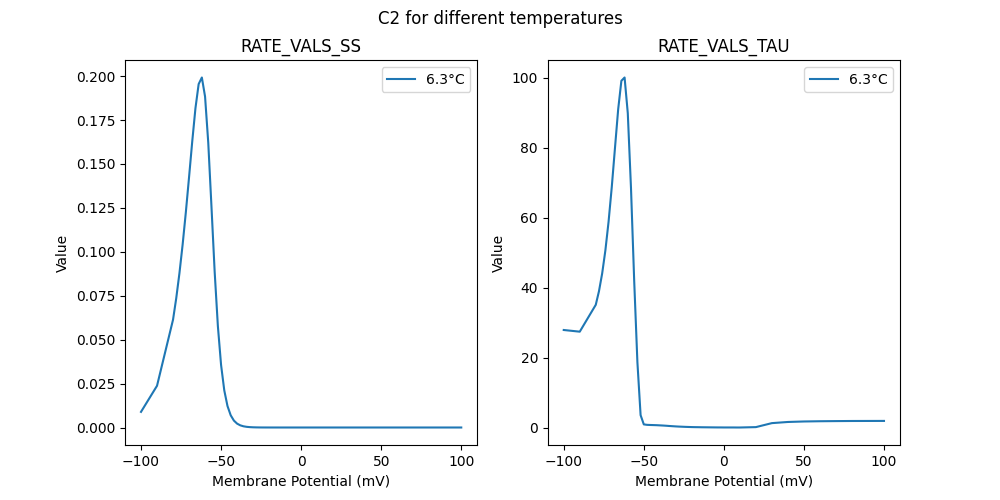 C2 for different temperatures
RATE_VALS_SS
6.3°C
0.200
0.175
0.150
0.125
0.100
0.075
0.050
0.025
0.000
Value
−100
−50
0
50
100
Membrane Potential (mV)
RATE_VALS_TAU
6.3°C
100
80
60
40
20
0
Value
−100
−50
0
50
100
Membrane Potential (mV)